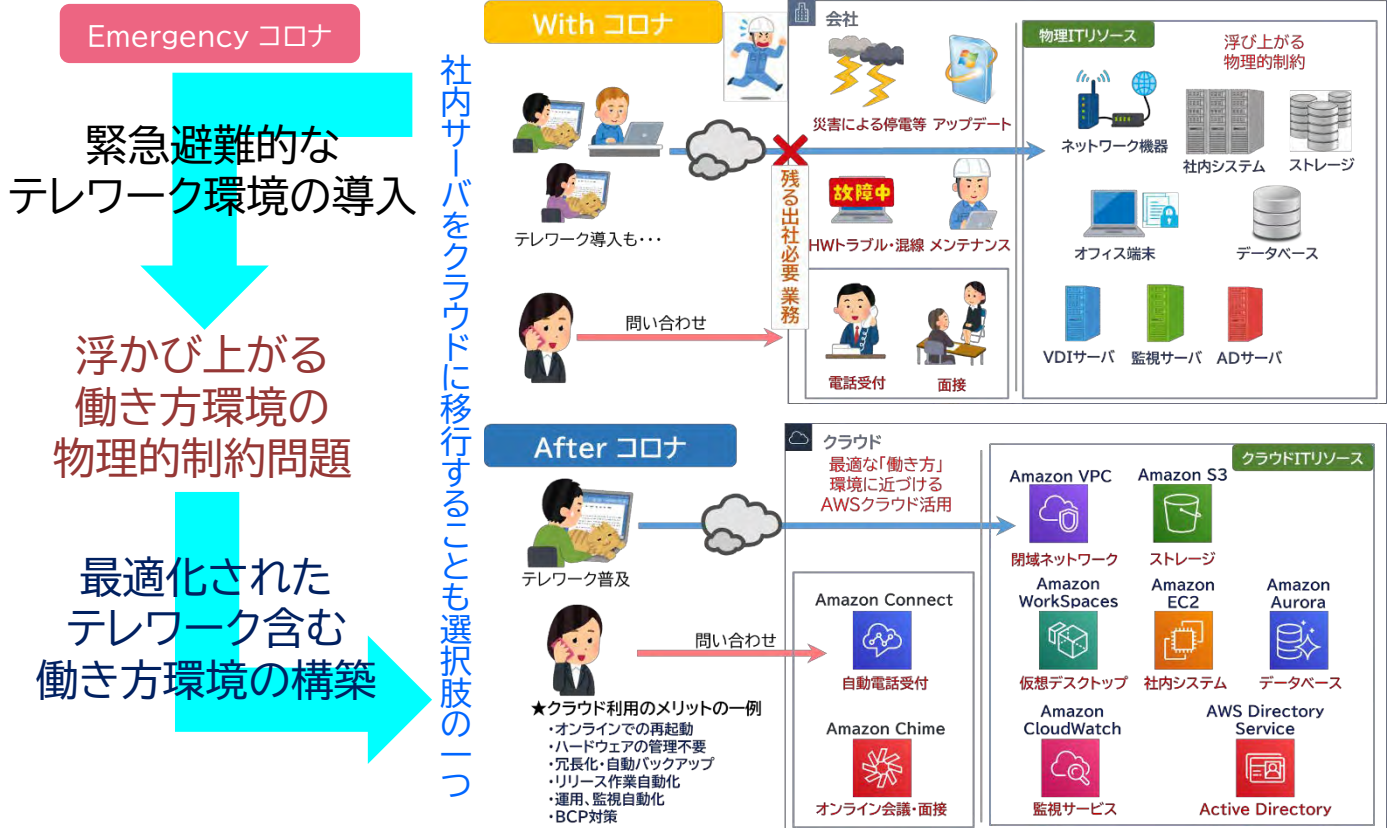 Emergency コロナ
緊急避難的な
テレワーク環境の導入
浮かび上がる
働き方環境の
物理的制約問題
最適化された
テレワーク含む
働き方環境の構築
社内サーバをクラウドに移行することも選択肢の一つ
With コロナ
テレワーク導入も・・・
問い合わせ
残る出社必要 業務
会社
災害による停電等
アップデート
故障中
HWトラブル・混線
メンテナンス
電話受付
面接
物理ITリソース
浮び上がる
物理的制約
ネットワーク機器
社内システム
ストレージ
オフィス端末
データベース
VDIサーバ
監視サーバ
ADサーバ
After コロナ
テレワーク普及
問い合わせ
★クラウド利用のメリットの一例
・オンラインでの再起動
・ハードウェアの管理不要
・冗長化・自動バックアップ
・リリース作業自動化
・運用、監視自動化
・BCP対策
クラウド
最適な「働き方」
環境に近づける
AWSクラウド活用
Amazon Connect
自動電話受付
Amazon Chime
オンライン会議・面接
クラウドITリソース
Amazon VPC
閉域ネットワーク
Amazon S3
ストレージ
Amazon
WorkSpaces
仮想デスクトップ
Amazon
EC2
社内システム
Amazon
Aurora
データベース
Amazon
CloudWatch
監視サービス
AWS Directory
Service
Active Directory